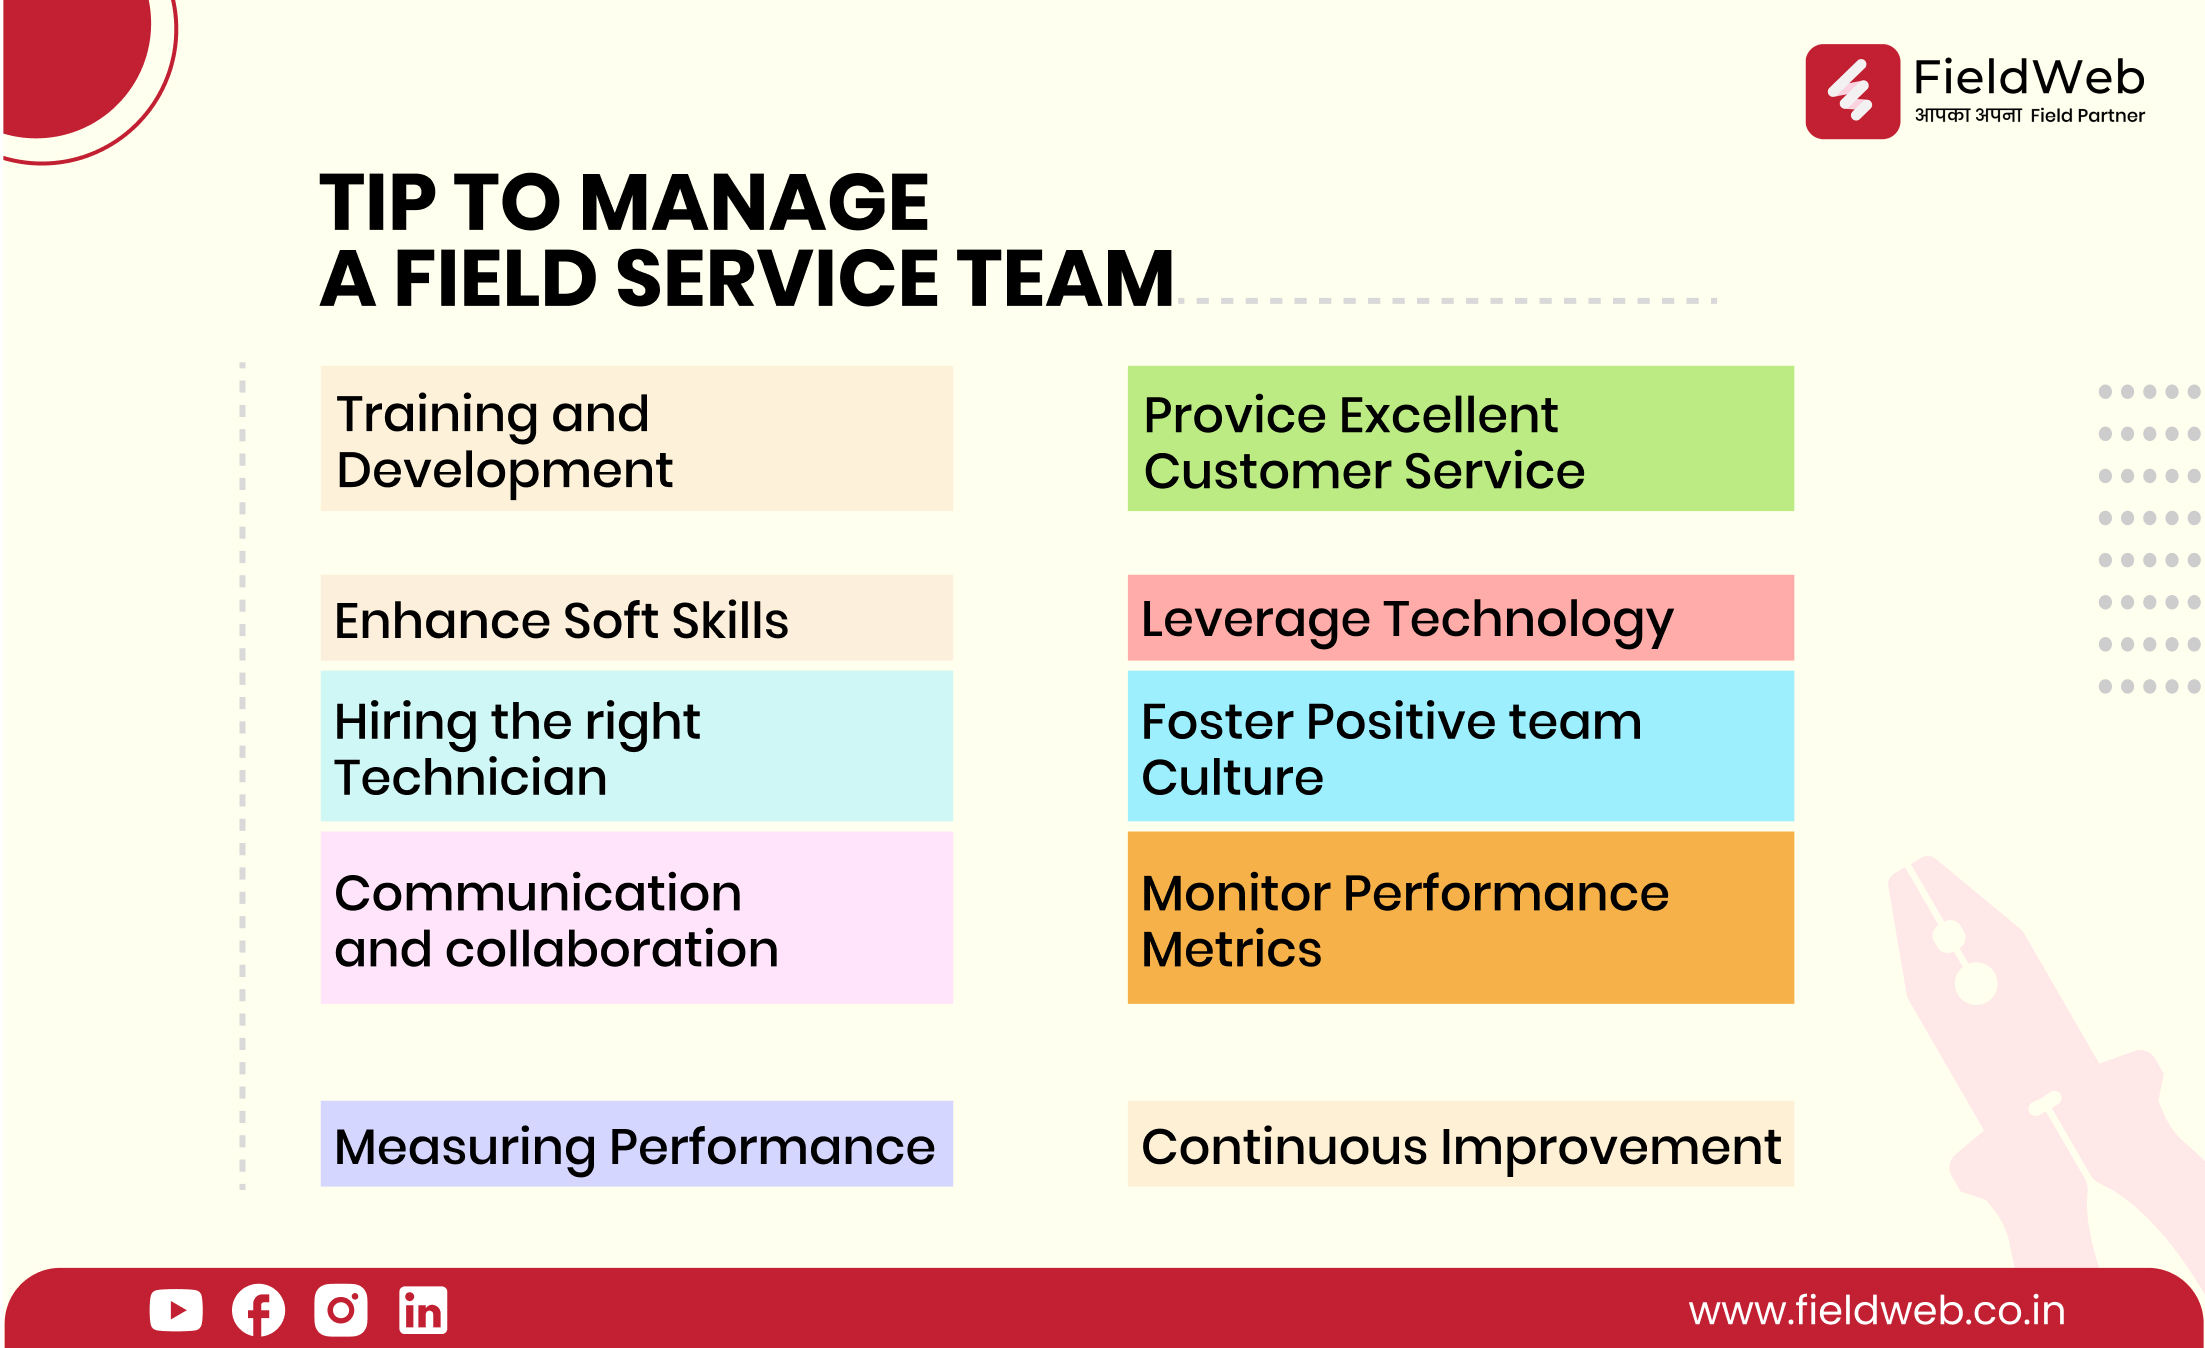 FieldWeb
आपका अपना Field Partner
TIP TO MANAGE
A FIELD SERVICE TEAM
Training and
Development
Enhance Soft Skills
Hiring the right
Technician
Communication
and collaboration
Measuring Performance
Provice Excellent
Customer Service
Leverage Technology
Foster Positive team
Culture
Monitor Performance
Metrics
Continuous Improvement
www.fieldweb.co.in